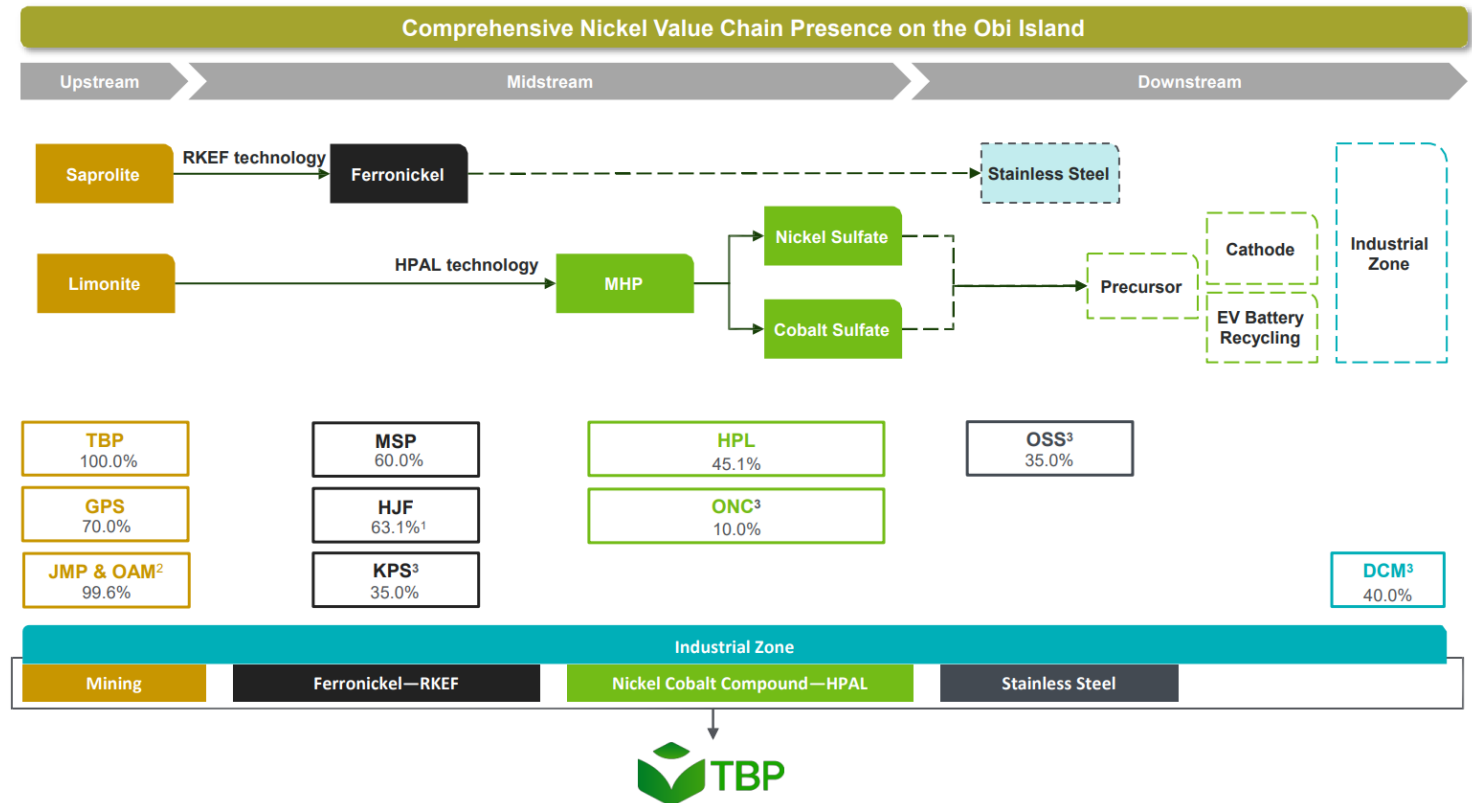 Comprehensive Nickel Value Chain Presence on the Obi Island
Upstream
Midstream
Downstream
Saprolite
RKEF technology
Ferronickel
Stainless Steel
Limonite
HPAL technology
MHP
Nickel Sulfate
Cobalt Sulfate
Precursor
Cathode
EV Battery
Recycling
Industrial
Zone
TBP
100.0%
GPS
70.0%
JMP & OAM²
99.6%
MSP
60.0%
HJF
63.1%¹
KPS³
35.0%
HPL
45.1%
ONC³
10.0%
OSS³
35.0%
DCM³
40.0%
Industrial Zone
Mining
Ferronickel—RKEF
Nickel Cobalt Compound—HPAL
Stainless Steel
TBP